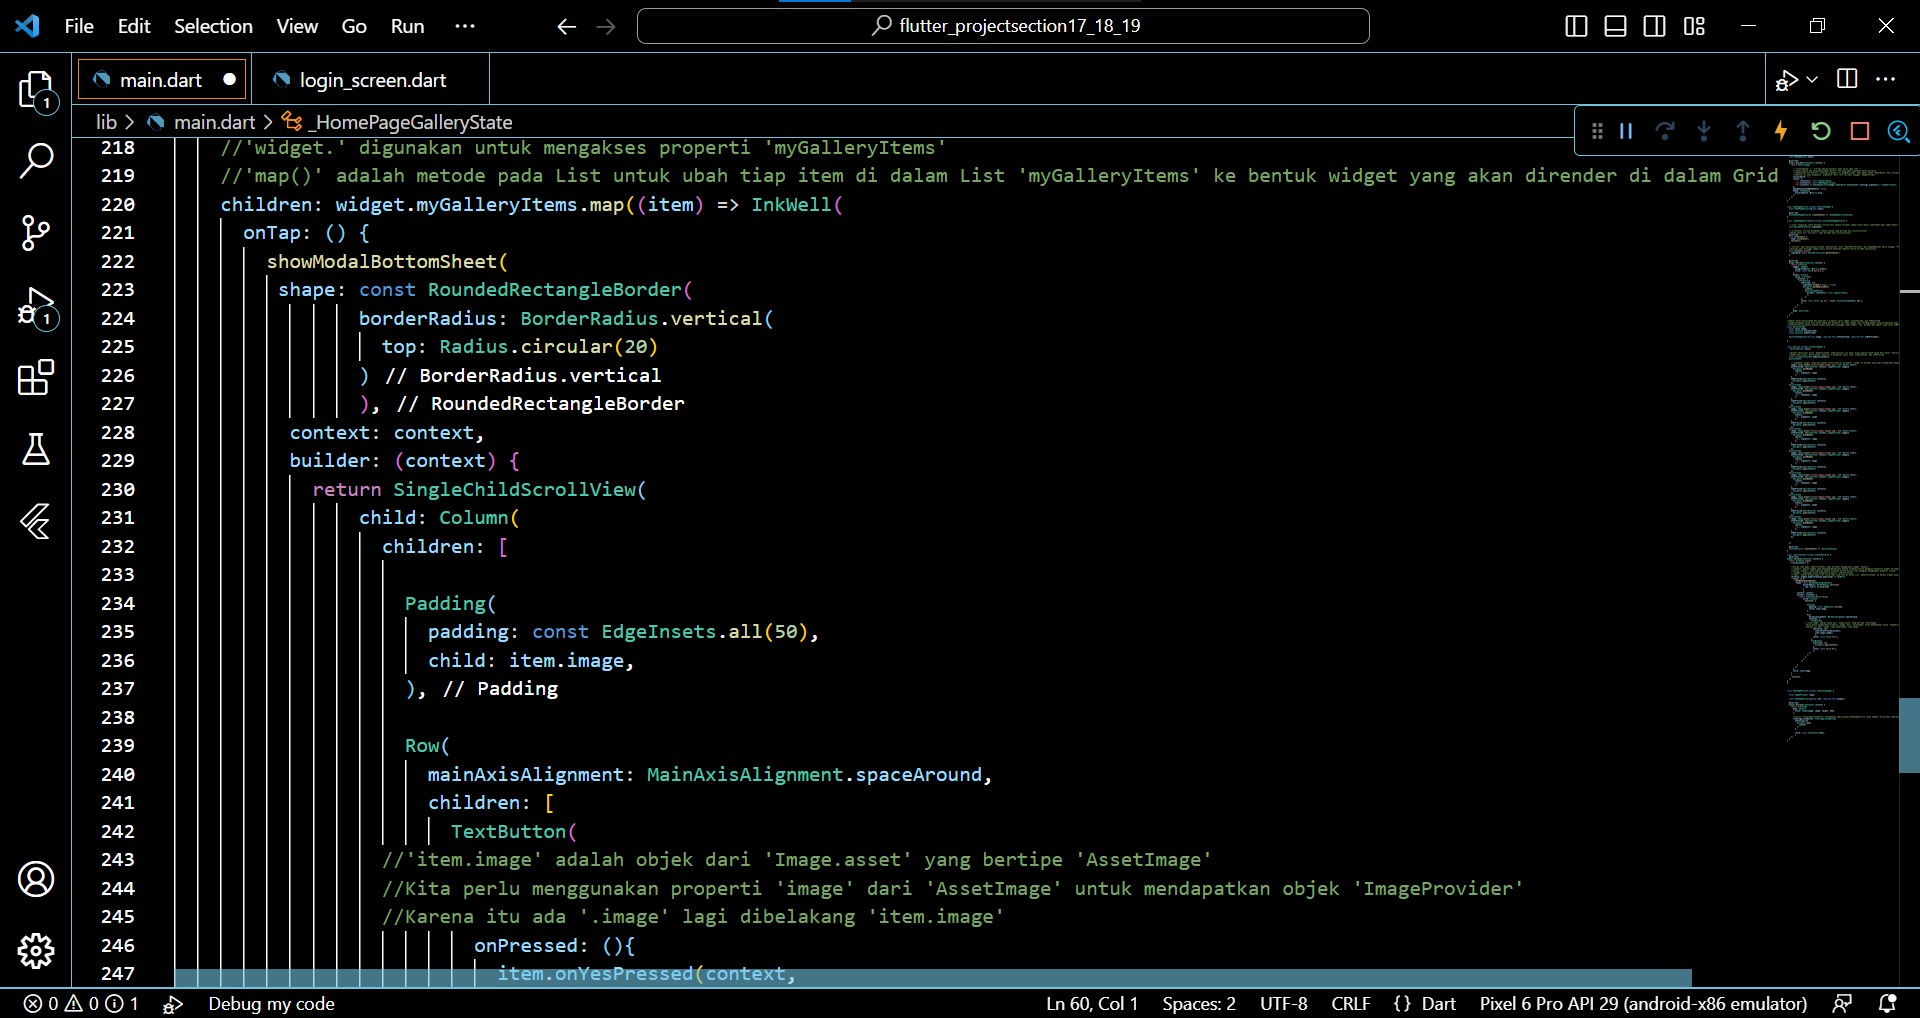 File Edit Selection View Go Run ··· flutter_projectsection17_18_19
main.dart login_screen.dart
lib > main.dart > _HomePageGalleryState
218 //'widget.' digunakan untuk mengakses properti 'myGalleryItems'
219 //'map()' adalah metode pada List untuk ubah tiap item di dalam List 'myGalleryItems' ke bentuk widget yang akan dirender di dalam Grid
220 children: widget.myGalleryItems.map((item) => InkWell(
221 onTap: () {
222 showModalBottomSheet(
223 shape: const RoundedRectangleBorder(
224 borderRadius: BorderRadius.vertical(
225 top: Radius.circular(20)
226 ) // BorderRadius.vertical
227 ), // RoundedRectangleBorder
228 context: context,
229 builder: (context) {
230 return SingleChildScrollView(
231 child: Column(
232 children: [
233
234 Padding(
235 padding: const EdgeInsets.all(50),
236 child: item.image,
237 ), // Padding
238
239 Row(
240 mainAxisAlignment: MainAxisAlignment.spaceAround,
241 children: [
242 TextButton(
243 //'item.image' adalah objek dari 'Image.asset' yang bertipe 'AssetImage'
244 //Kita perlu menggunakan properti 'image' dari 'AssetImage' untuk mendapatkan objek 'ImageProvider'
245 //Karena itu ada '.image' lagi dibelakang 'item.image'
246 onPressed: (){
247 item.onYesPressed(context,
1
1
0 0 1 Debug my code Ln 60, Col 1 Spaces: 2 UTF-8 CRLF {} Dart Pixel 6 Pro API 29 (android-x86 emulator)